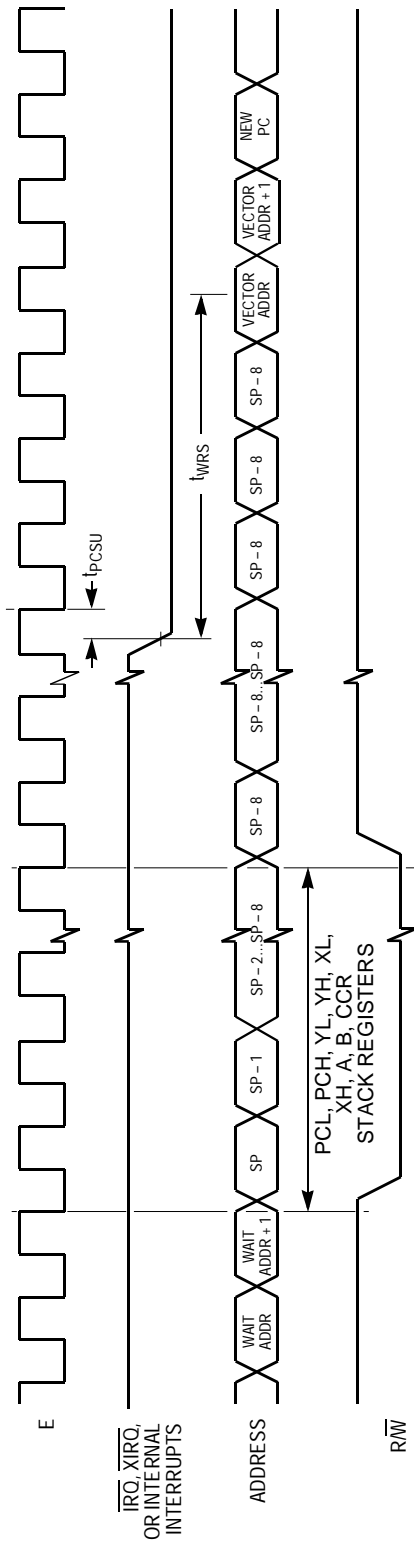 E
IRQ, XIRQ,
OR INTERNAL
INTERRUPTS
tPCSU
tWRS
ADDRESS
WAIT
ADDR
WAIT
ADDR + 1
SP
SP – 1
SP – 2…SP – 8
SP – 8
SP – 8…SP – 8
SP – 8
SP – 8
SP – 8
VECTOR
ADDR
VECTOR
ADDR + 1
NEW
PC
PCL, PCH, YL, YH, XL,
XH, A, B, CCR
STACK REGISTERS
R/W